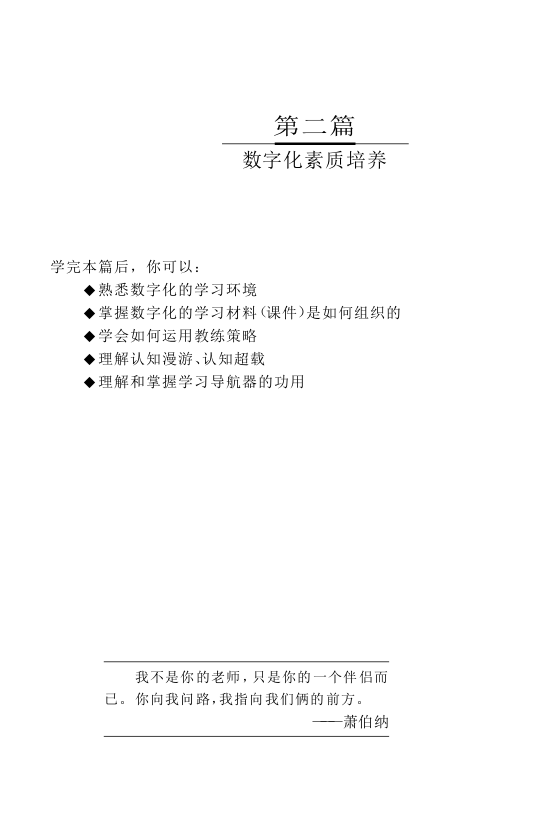 第二篇
数字化素质培养
学完本篇后，你可以：
◆熟悉数字化的学习环境
◆掌握数字化的学习材料（课件）是如何组织的
◆学会如何运用教练策略
◆理解认知漫游、认知超载
◆理解和掌握学习导航器的功用
我不是你的老师，只是你的一个伴侣而
已。你向我问路，我指向我们俩的前方。
——萧伯纳